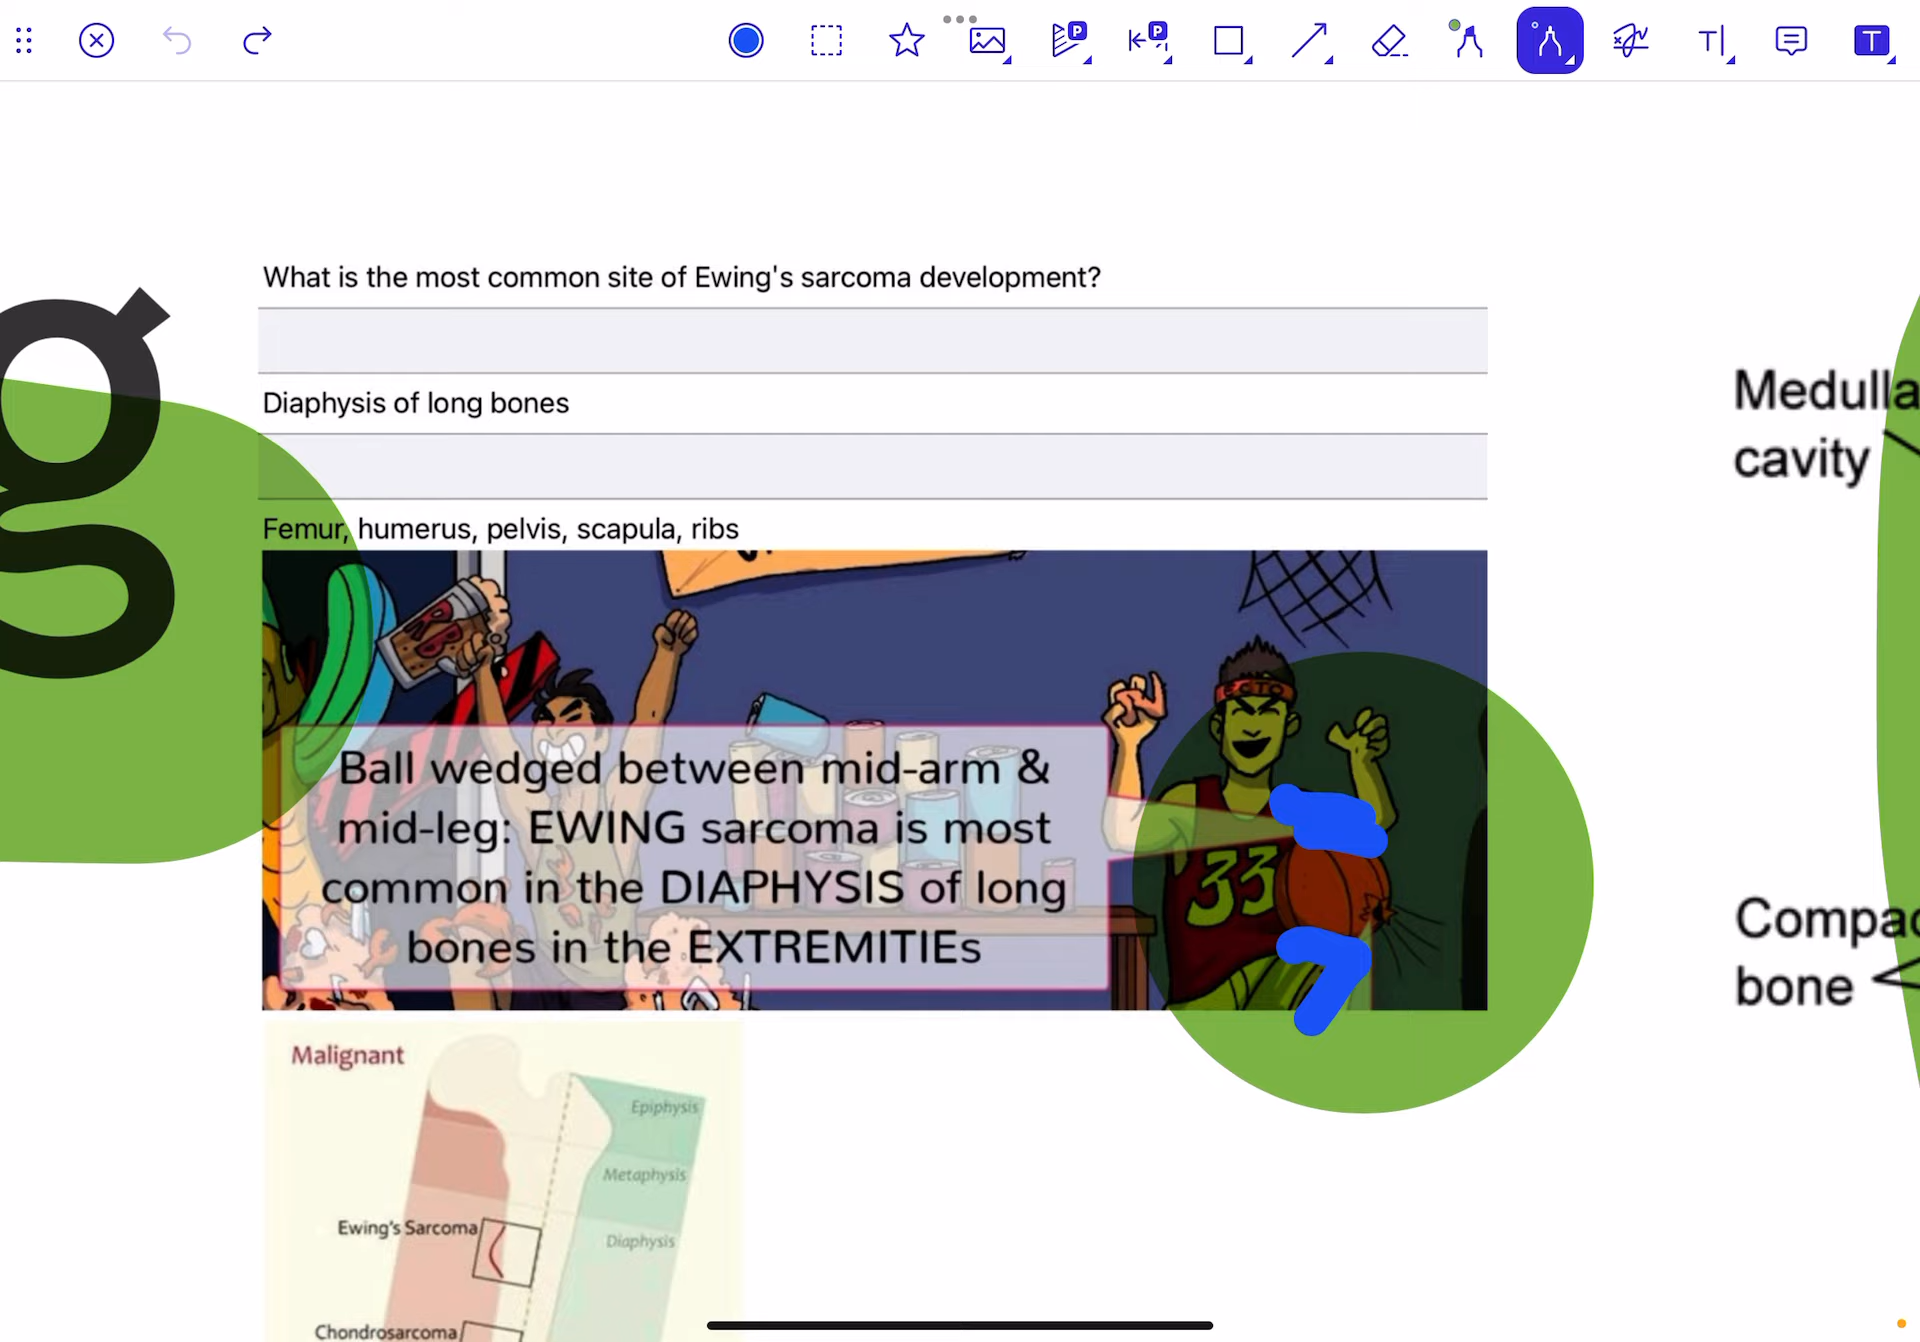 What is the most common site of Ewing's sarcoma development?
Diaphysis of long bones
Femur, humerus, pelvis, scapula, ribs
Ball wedged between mid-arm &
mid-leg: EWING sarcoma is most
common in the DIAPHYSIS of long
bones in the EXTREMITIEs
ECTO
33
Malignant
Epiphysis
Metaphysis
Ewing's Sarcoma
Diaphysis
Chondrosarcoma
g
Medulla
cavity
Compac
bone
P
P
T
T